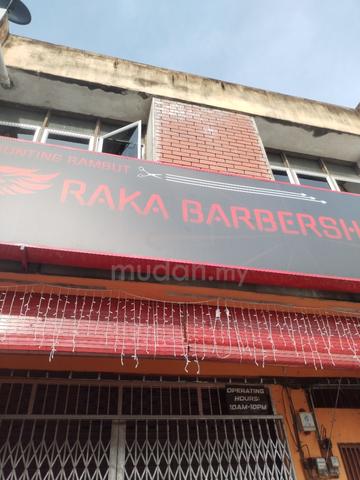 GUNTING RAMBUT
RAKA BARBERSH
mudah.my
OPERATING
HOURS:
10AM-10PM